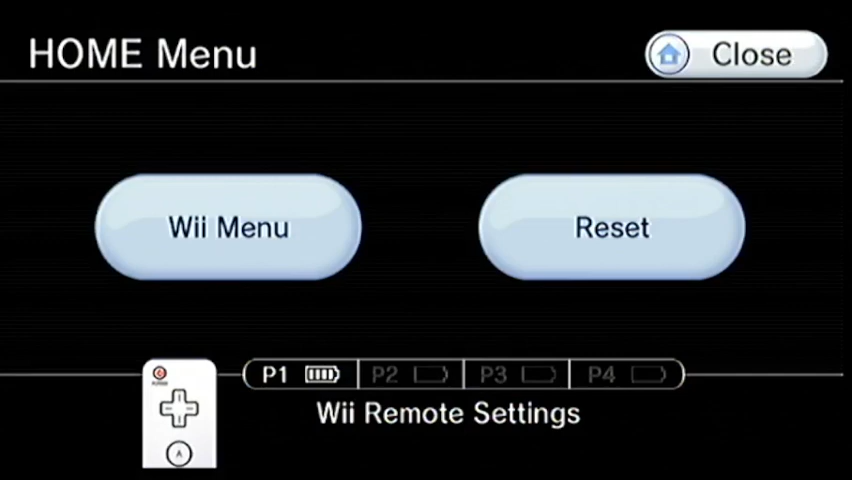 HOME Menu
Close
Wii Menu
Reset
P1 P2 P3 P4
Wii Remote Settings
A